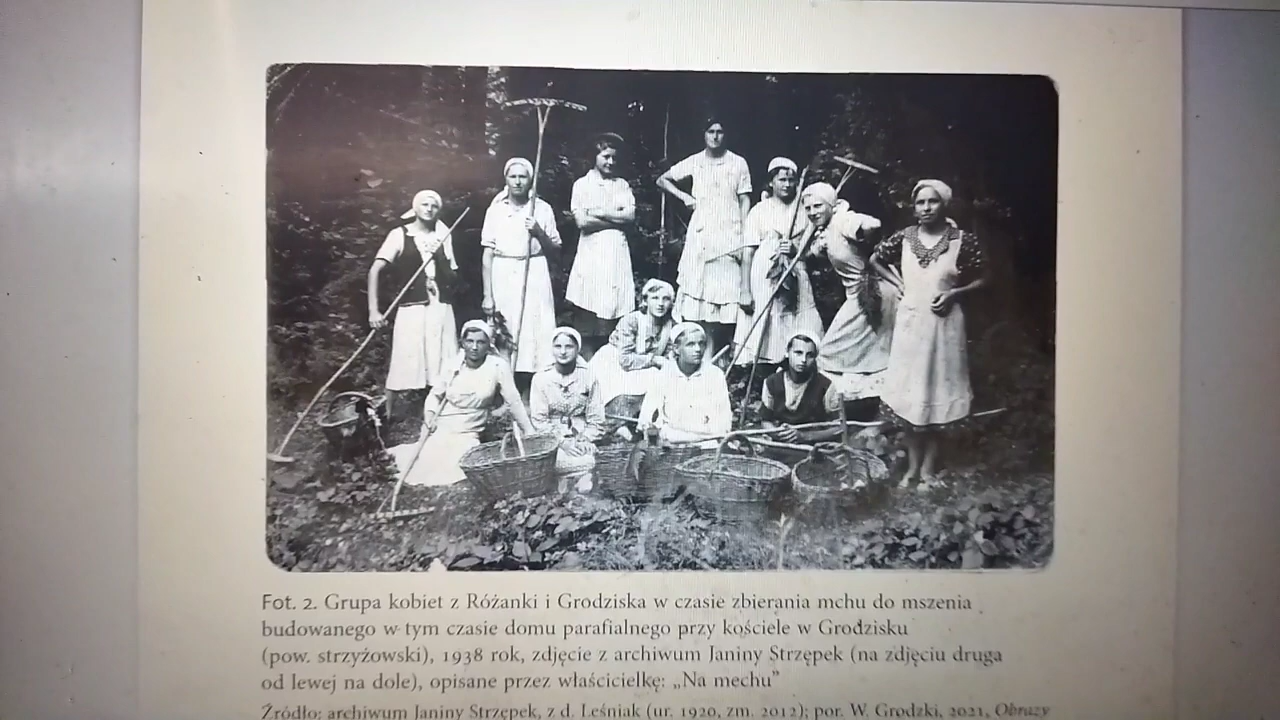 Fot. 2. Grupa kobiet z Różanki i Grodziska w czasie zbierania mchu do mszenia
budowanego w tym czasie domu parafialnego przy kościele w Grodzisku
(pow. strzyżowski), 1938 rok, zdjęcie z archiwum Janiny Strzępek (na zdjęciu druga
od lewej na dole), opisane przez właścicielkę: „Na mechu”
Źródło: archiwum Janiny Strzępek, z d. Leśniak (ur. 1920, zm. 2012); por. W. Grodzki, 2021, Obrazy